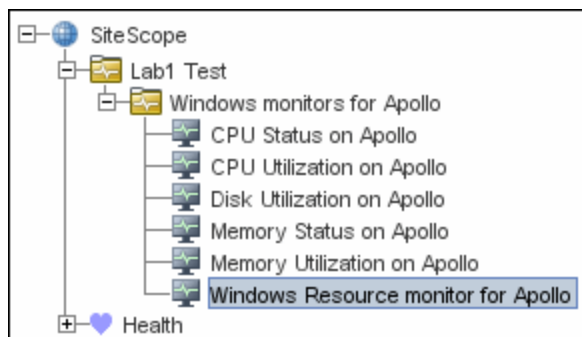 SiteScope
Lab1 Test
Windows monitors for Apollo
CPU Status on Apollo
CPU Utilization on Apollo
Disk Utilization on Apollo
Memory Status on Apollo
Memory Utilization on Apollo
Windows Resource monitor for Apollo
Health